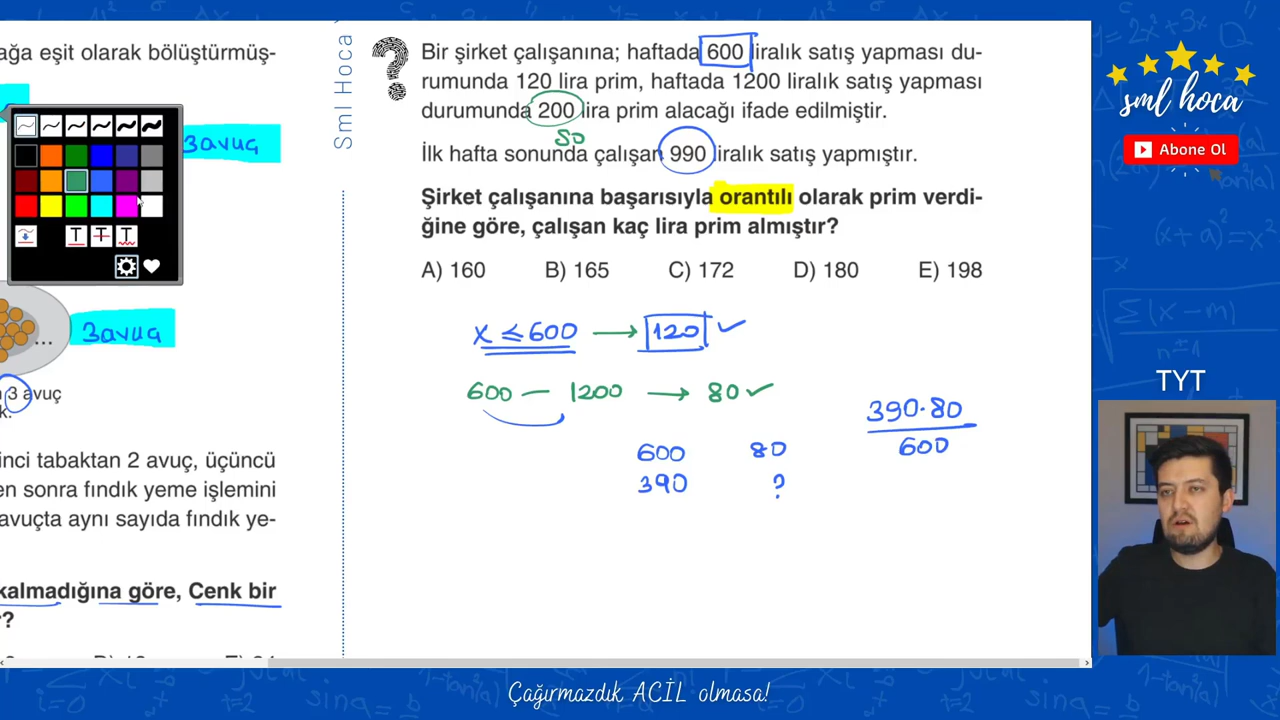 ağa eşit olarak bölüştürmüş-
3avuç
3avuç
...
3 avuç
k.
inci tabaktan 2 avuç, üçüncü
en sonra fındık yeme işlemini
avuçta aynı sayıda fındık ye-
kalmadığına göre, Cenk bir
r?
Sml Hoca
?
Bir şirket çalışanına; haftada 600 liralık satış yapması du-
rumunda 120 lira prim, haftada 1200 liralık satış yapması
durumunda 200 lira prim alacağı ifade edilmiştir.
80
İlk hafta sonunda çalışan 990 liralık satış yapmıştır.
Şirket çalışanına başarısıyla orantılı olarak prim verdi-
ğine göre, çalışan kaç lira prim almıştır?
A) 160 B) 165 C) 172 D) 180 E) 198
x ≤ 600 → 120 ✓
600 — 1200 → 80 ✓
600 80
390 ?
390·80
600
sml hoca
Abone Ol
TYT
Çağırmazdık ACİL olmasa!